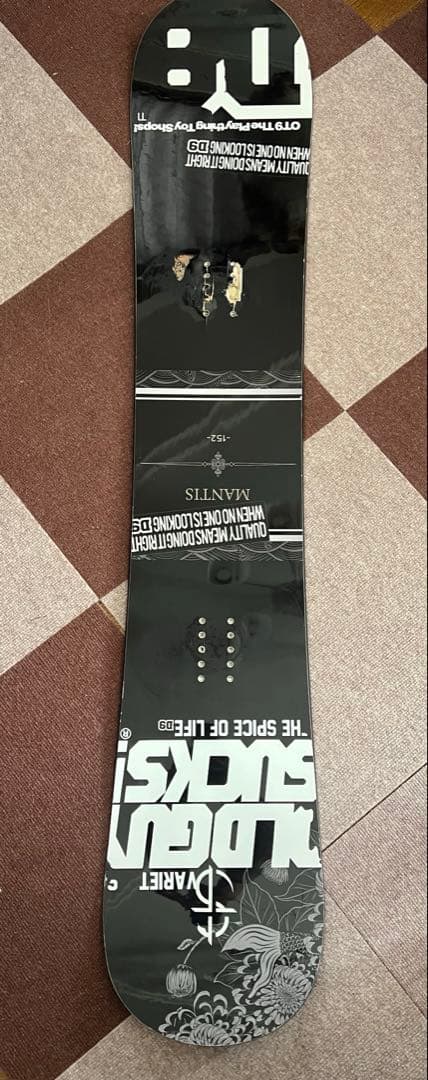 OT9 The Plaything Toy Shops!
QUALITY MEANS DOING IT RIGHT
WHEN NO ONE IS LOOKING D9
-152-
MANTIS
QUALITY MEANS DOING IT RIGHT
WHEN NO ONE IS LOOKING D9
HE SPICE OF LIFE D9
SUCKS! ®
OLDGUY
VARIET